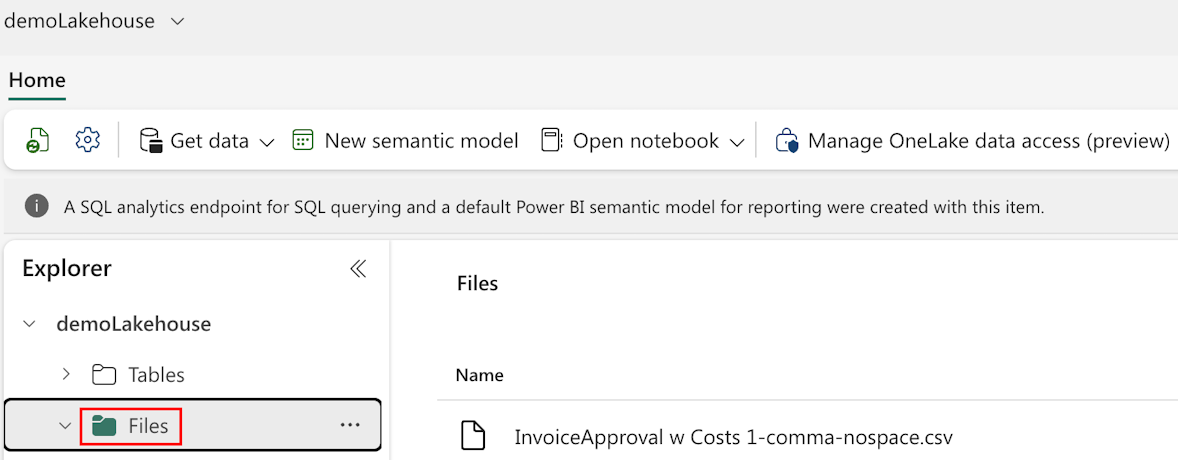 demoLakehouse
Home
Get data
New semantic model
Open notebook
Manage OneLake data access (preview)
A SQL analytics endpoint for SQL querying and a default Power BI semantic model for reporting were created with this item.
Explorer
demoLakehouse
Tables
Files
Files
Name
InvoiceApproval w Costs 1-comma-nospace.csv